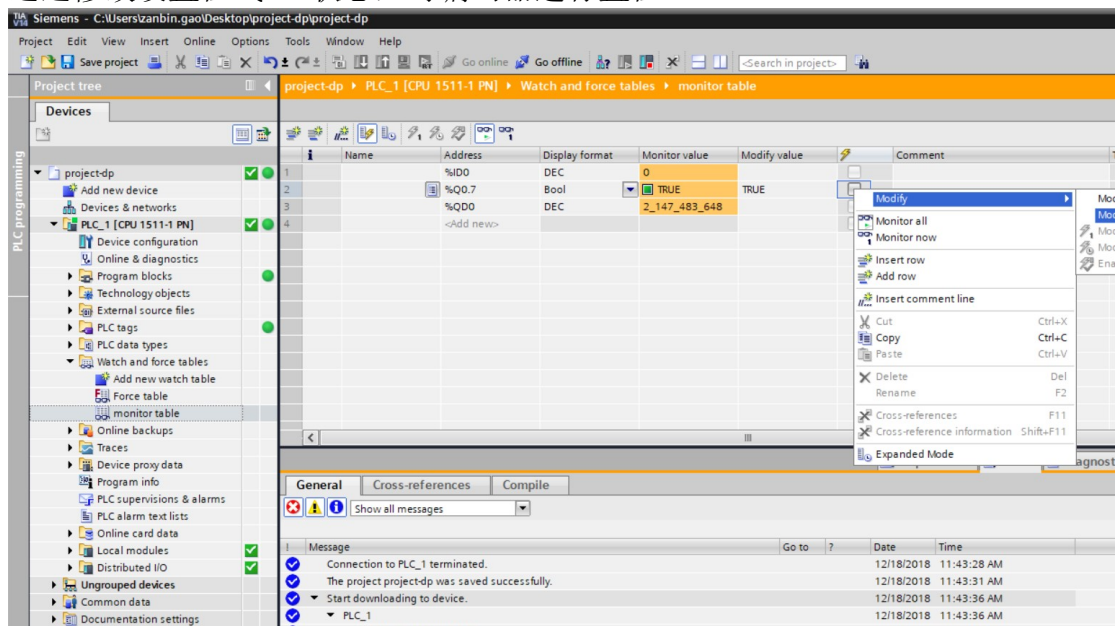 Siemens - C:\Users\zanbin.gao\Desktop\project-dp\project-dp
Project Edit View Insert Online Options Tools Window Help
Save project Go online Go offline <Search in project>
Project tree
project-dp PLC_1 [CPU 1511-1 PN] Watch and force tables monitor table
Devices
PLC programming
i Name Address Display format Monitor value Modify value Comment
1 %ID0 DEC 0
2 %Q0.7 Bool TRUE TRUE
3 %QD0 DEC 2_147_483_648
4 <Add new>
project-dp
Add new device
Devices & networks
PLC_1 [CPU 1511-1 PN]
Device configuration
Online & diagnostics
Program blocks
Technology objects
External source files
PLC tags
PLC data types
Watch and force tables
Add new watch table
Force table
monitor table
Online backups
Traces
Device proxy data
Program info
PLC supervisions & alarms
PLC alarm text lists
Online card data
Local modules
Distributed I/O
Ungrouped devices
Common data
Documentation settings
Modify
Monitor all
Monitor now
Insert row
Add row
Insert comment line
Cut Ctrl+X
Copy Ctrl+C
Paste Ctrl+V
Delete Del
Rename F2
Cross-references F11
Cross-reference information Shift+F11
Expanded Mode
General Cross-references Compile
Show all messages
! Message Go to ? Date Time
Connection to PLC_1 terminated. 12/18/2018 11:43:28 AM
The project project-dp was saved successfully. 12/18/2018 11:43:31 AM
Start downloading to device. 12/18/2018 11:43:36 AM
PLC_1 12/18/2018 11:43:36 AM